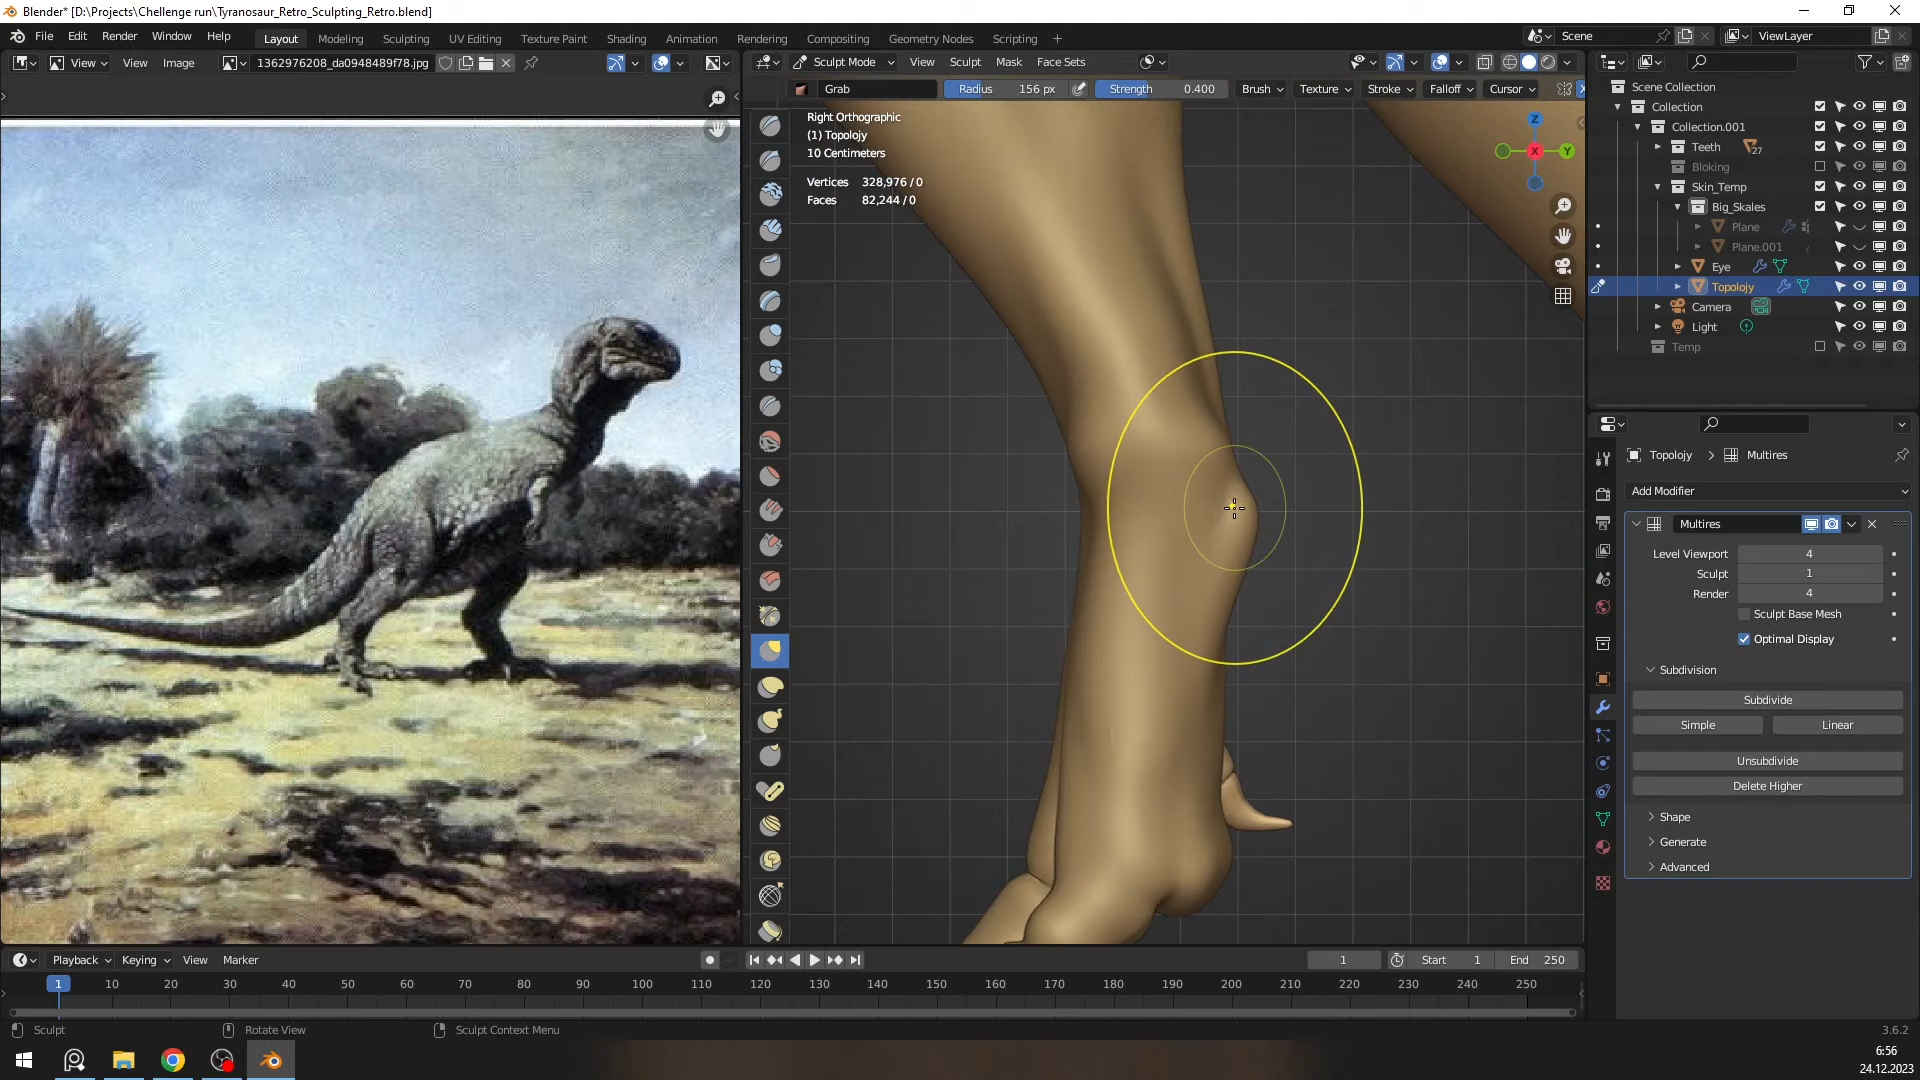 Blender* [D:\Projects\Chellenge run\Tyranosaur_Retro_Sculpting_Retro.blend]
File Edit Render Window Help Layout Modeling Sculpting UV Editing Texture Paint Shading Animation Rendering Compositing Geometry Nodes Scripting + Scene ViewLayer
View View Image 1362976208_da0948489f78.jpg Sculpt Mode View Sculpt Mask Face Sets
Grab Radius 156 px Strength 0.400 Brush Texture Stroke Falloff Cursor
Right Orthographic
(1) Topolojy
10 Centimeters
Vertices 328,976 / 0
Faces 82,244 / 0
Z
X
Y
Scene Collection
Collection
Collection.001
Teeth 27
Bloking
Skin_Temp
Big_Skales
Plane
Plane.001
Eye
Topolojy
Camera
Light
Temp
Topolojy > Multires
Add Modifier
Multires
Level Viewport 4
Sculpt 1
Render 4
Sculpt Base Mesh
Optimal Display
Subdivision
Subdivide
Simple Linear
Unsubdivide
Delete Higher
Shape
Generate
Advanced
Playback Keying View Marker 1 Start 1 End 250
1 10 20 30 40 50 60 70 80 90 100 110 120 130 140 150 160 170 180 190 200 210 220 230 240 250
Sculpt Rotate View Sculpt Context Menu 3.6.2
6:56
24.12.2023